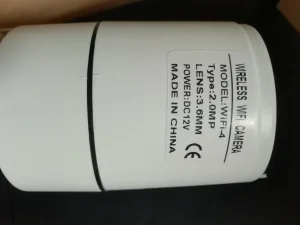 WIRELESS WIFI CAMERA
MODEL:WiFi-4
Type:2.0MP
LENS:3.6MM
POWER:DC12V
MADE IN CHINA
CE